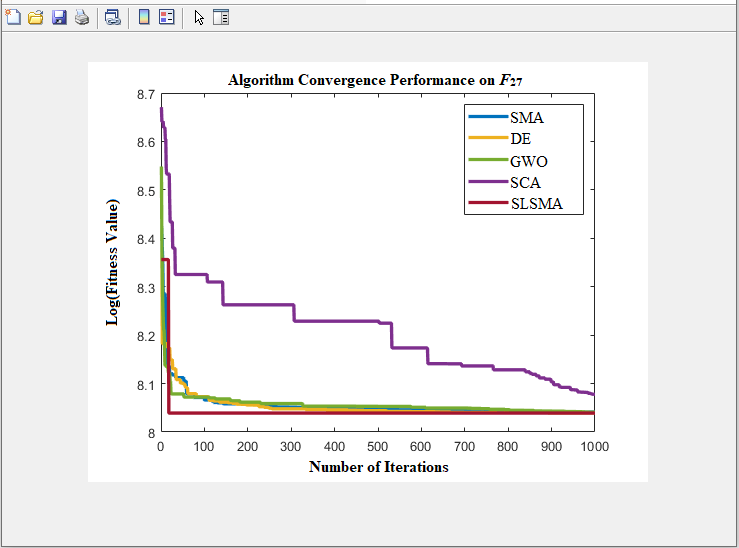 Algorithm Convergence Performance on F27
8.7
8.6
8.5
8.4
8.3
8.2
8.1
8
Log(Fitness Value)
SMA
DE
GWO
SCA
SLSMA
0 100 200 300 400 500 600 700 800 900 1000
Number of Iterations